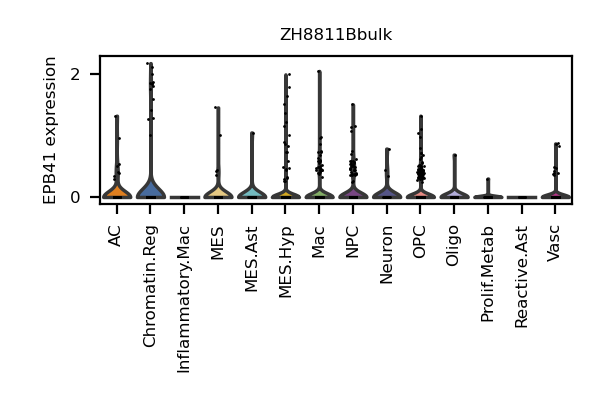 ZH8811Bbulk
EPB41 expression
2
0
AC
Chromatin.Reg
Inflammatory.Mac
MES
MES.Ast
MES.Hyp
Mac
NPC
Neuron
OPC
Oligo
Prolif.Metab
Reactive.Ast
Vasc